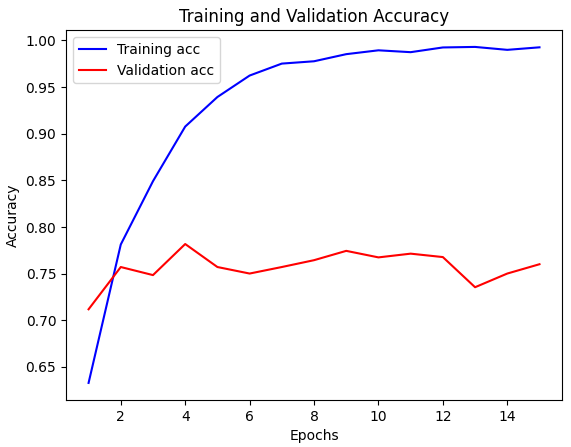 Training and Validation Accuracy
Training acc
Validation acc
1.00
0.95
0.90
0.85
0.80
0.75
0.70
0.65
Accuracy
2 4 6 8 10 12 14
Epochs